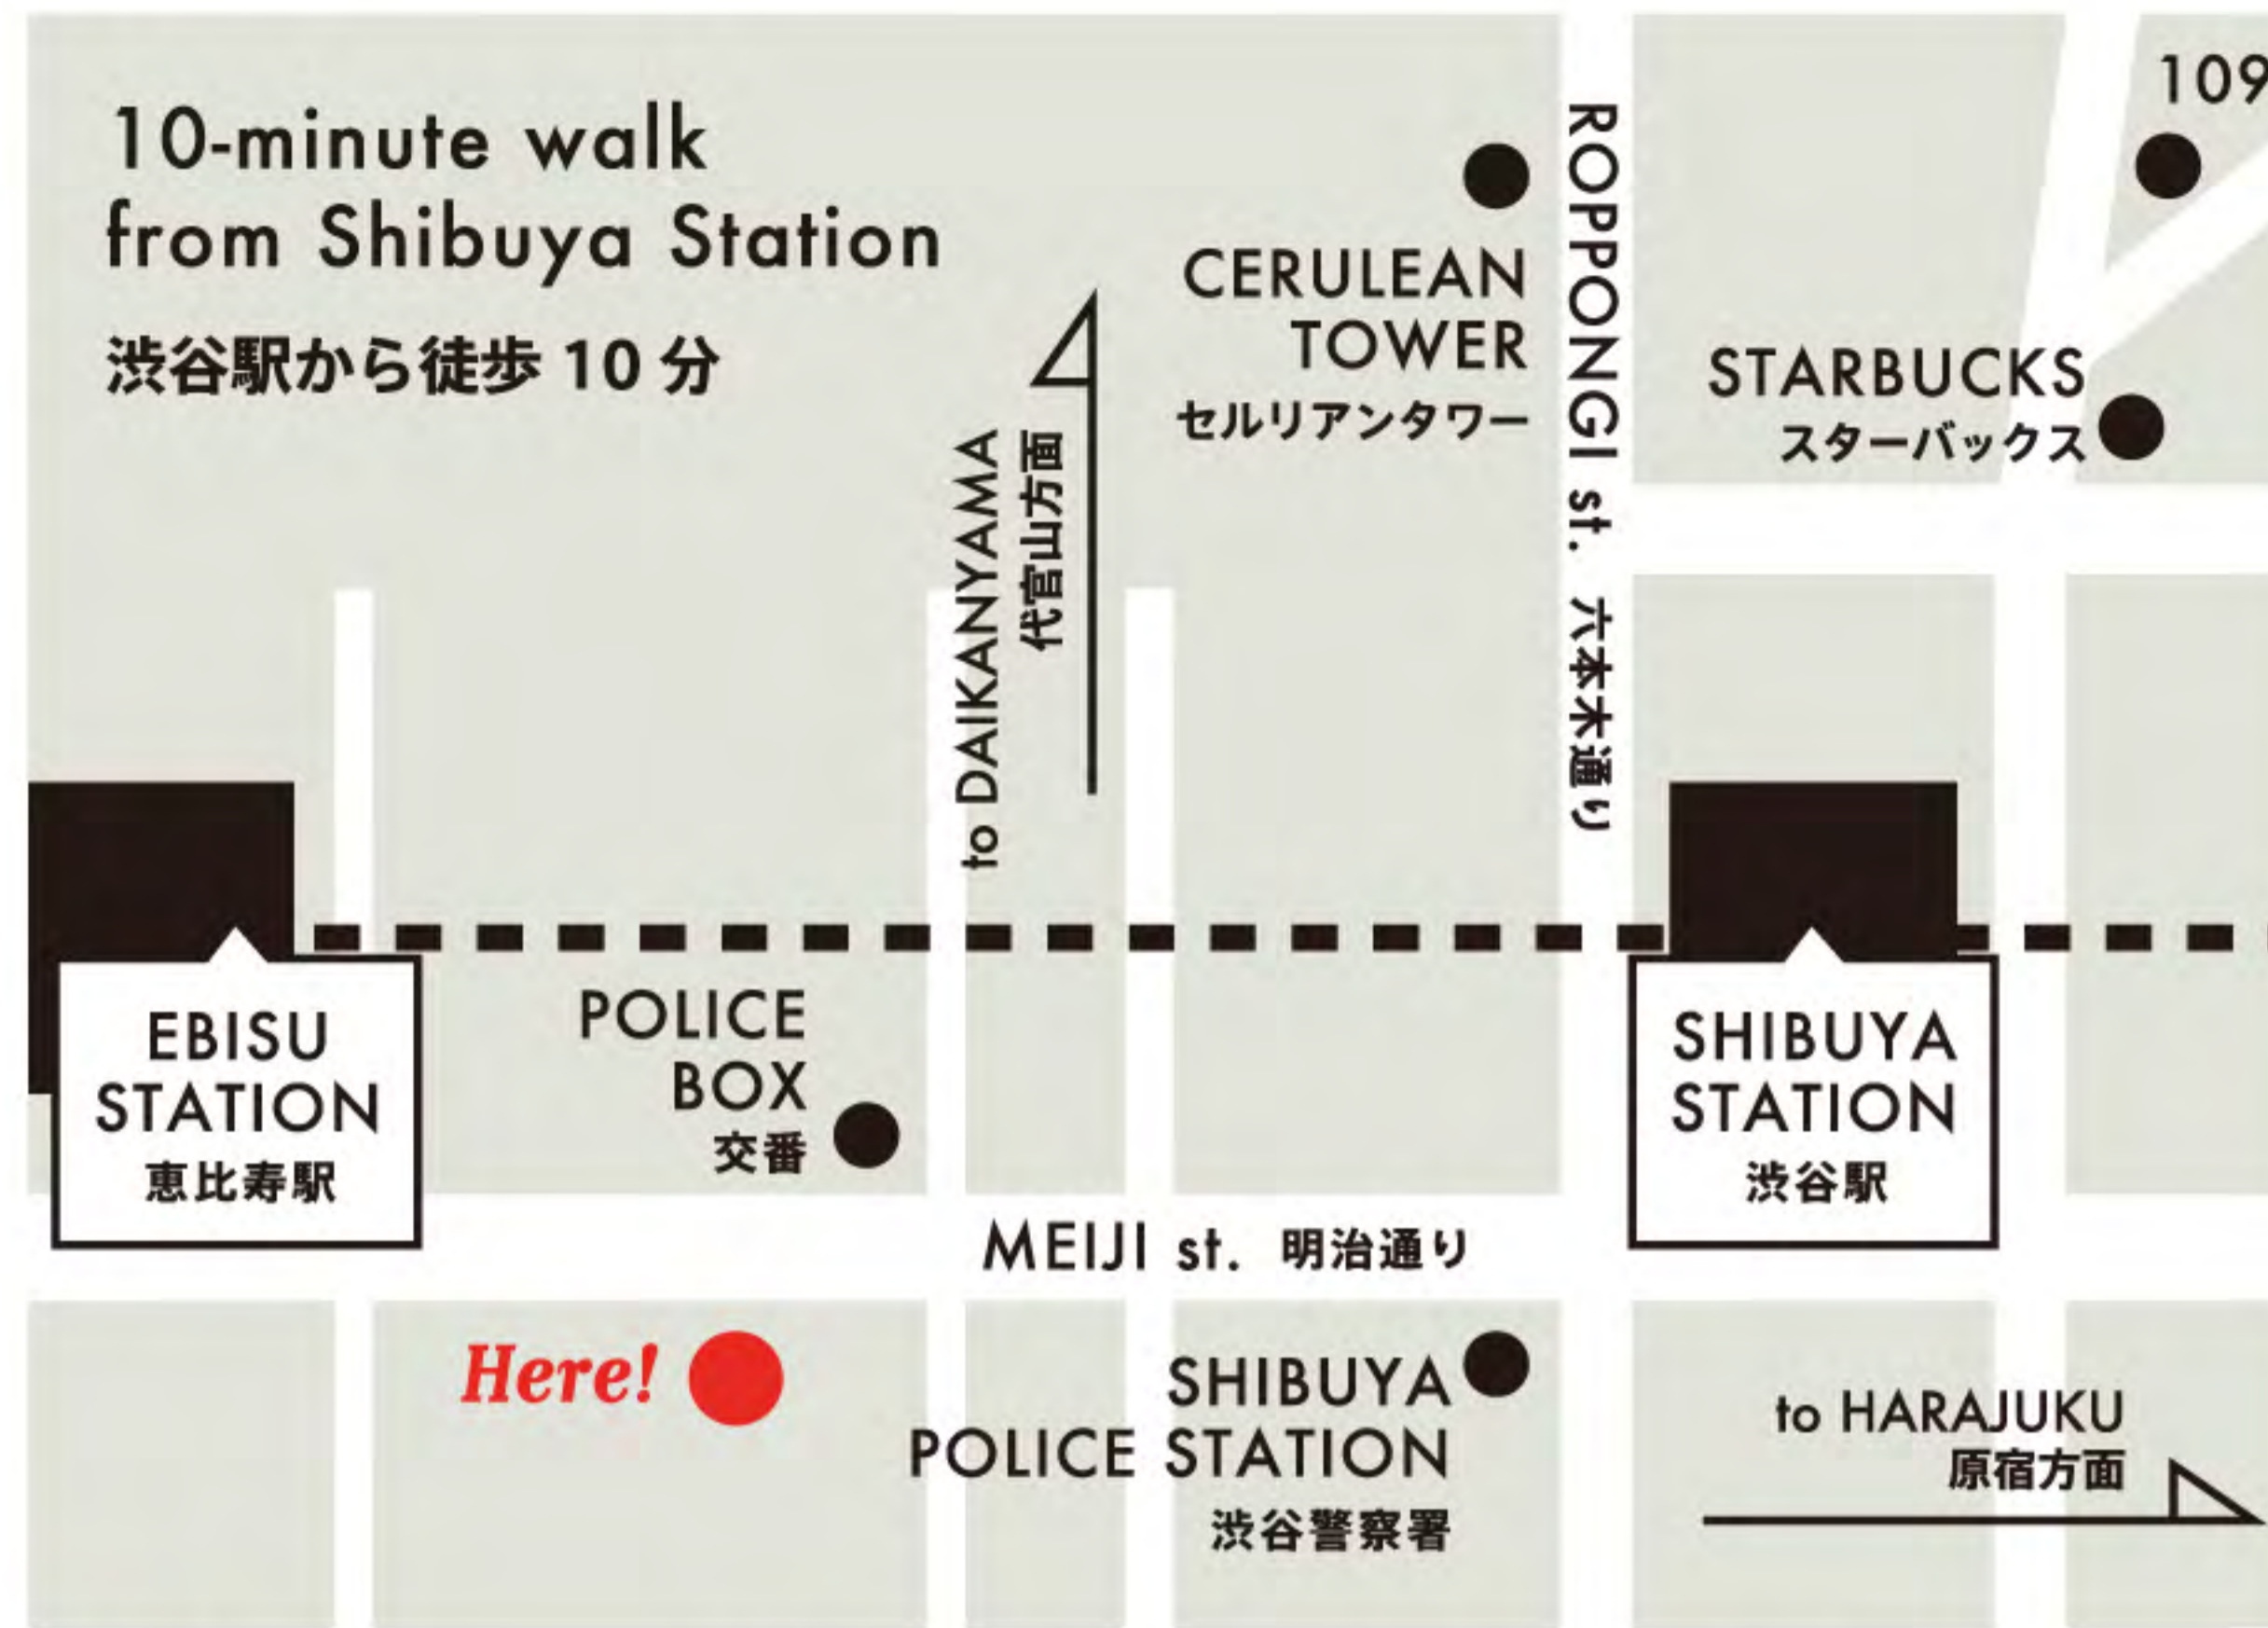 10-minute walk
from Shibuya Station
渋谷駅から徒歩 10 分
to DAIKANYAMA
代官山方面
CERULEAN
TOWER
セルリアンタワー
ROPPONGI st. 六本木通り
109
STARBUCKS
スターバックス
EBISU
STATION
恵比寿駅
POLICE
BOX
交番
SHIBUYA
STATION
渋谷駅
MEIJI st. 明治通り
Here!
SHIBUYA
POLICE STATION
渋谷警察署
to HARAJUKU
原宿方面